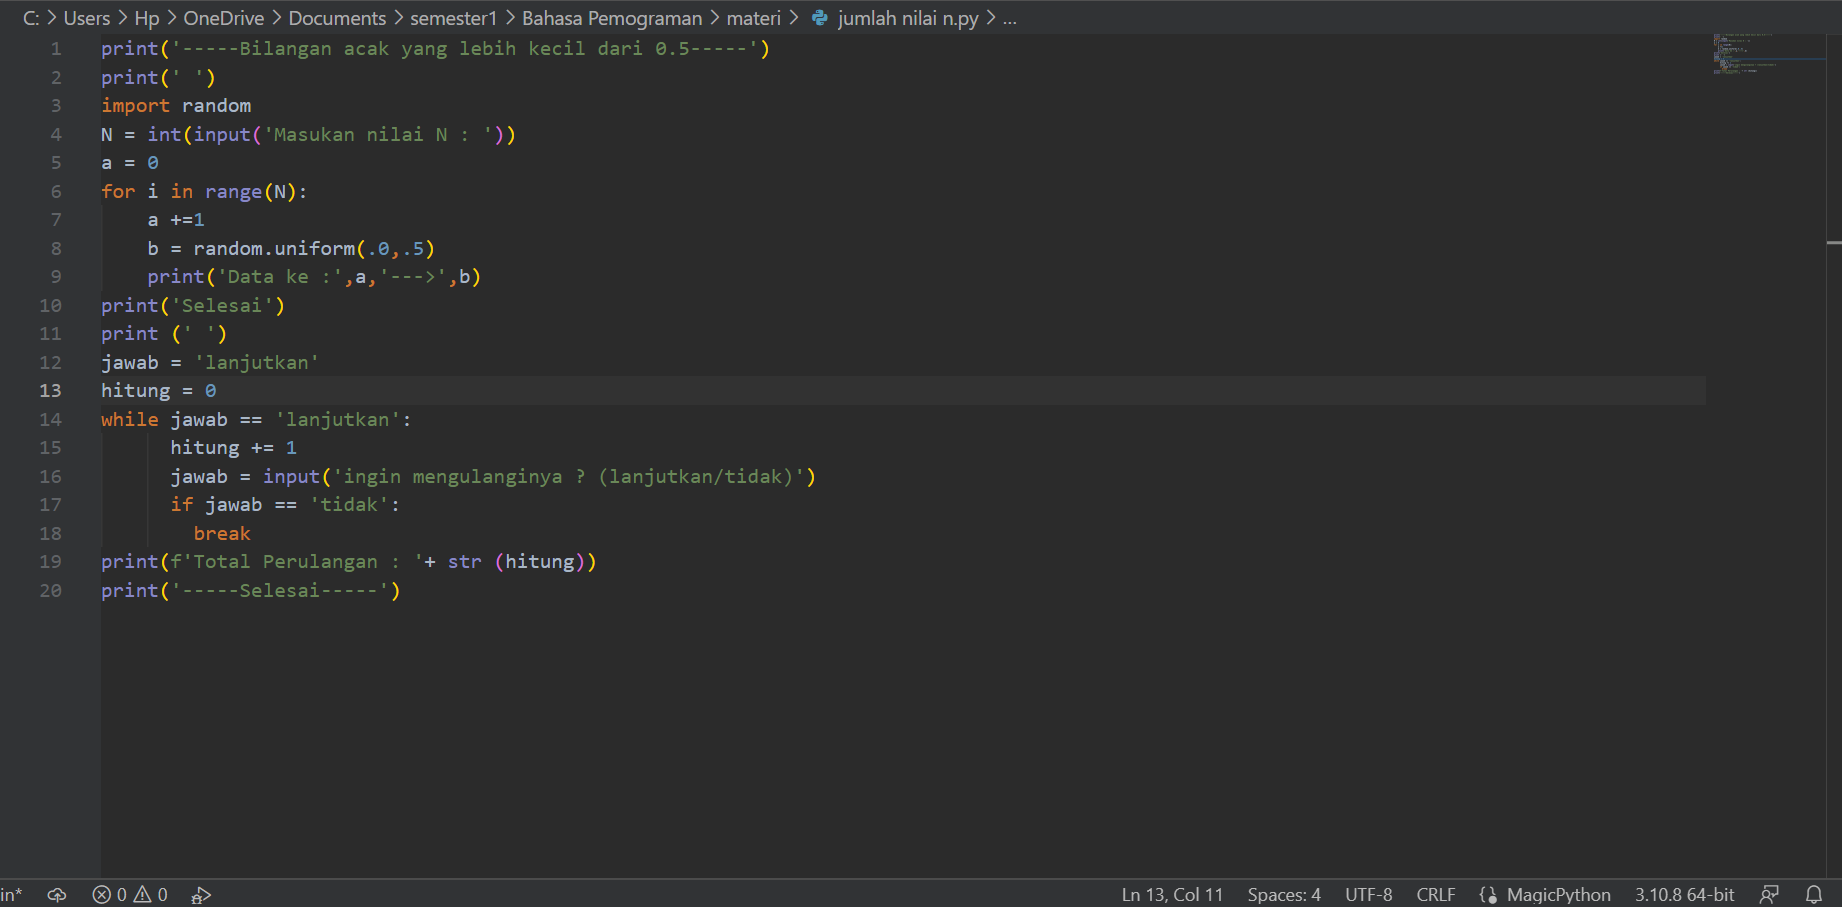 C: > Users > Hp > OneDrive > Documents > semester1 > Bahasa Pemograman > materi > jumlah nilai n.py > ...
1 print('-----Bilangan acak yang lebih kecil dari 0.5-----')
2 print(' ')
3 import random
4 N = int(input('Masukan nilai N : '))
5 a = 0
6 for i in range(N):
7     a +=1
8     b = random.uniform(.0,.5)
9     print('Data ke :',a,'--->',b)
10 print('Selesai')
11 print (' ')
12 jawab = 'lanjutkan'
13 hitung = 0
14 while jawab == 'lanjutkan':
15       hitung += 1
16       jawab = input('ingin mengulanginya ? (lanjutkan/tidak)')
17       if jawab == 'tidak':
18         break
19 print(f'Total Perulangan : '+ str (hitung))
20 print('-----Selesai-----')
in* 0 0 Ln 13, Col 11 Spaces: 4 UTF-8 CRLF MagicPython 3.10.8 64-bit